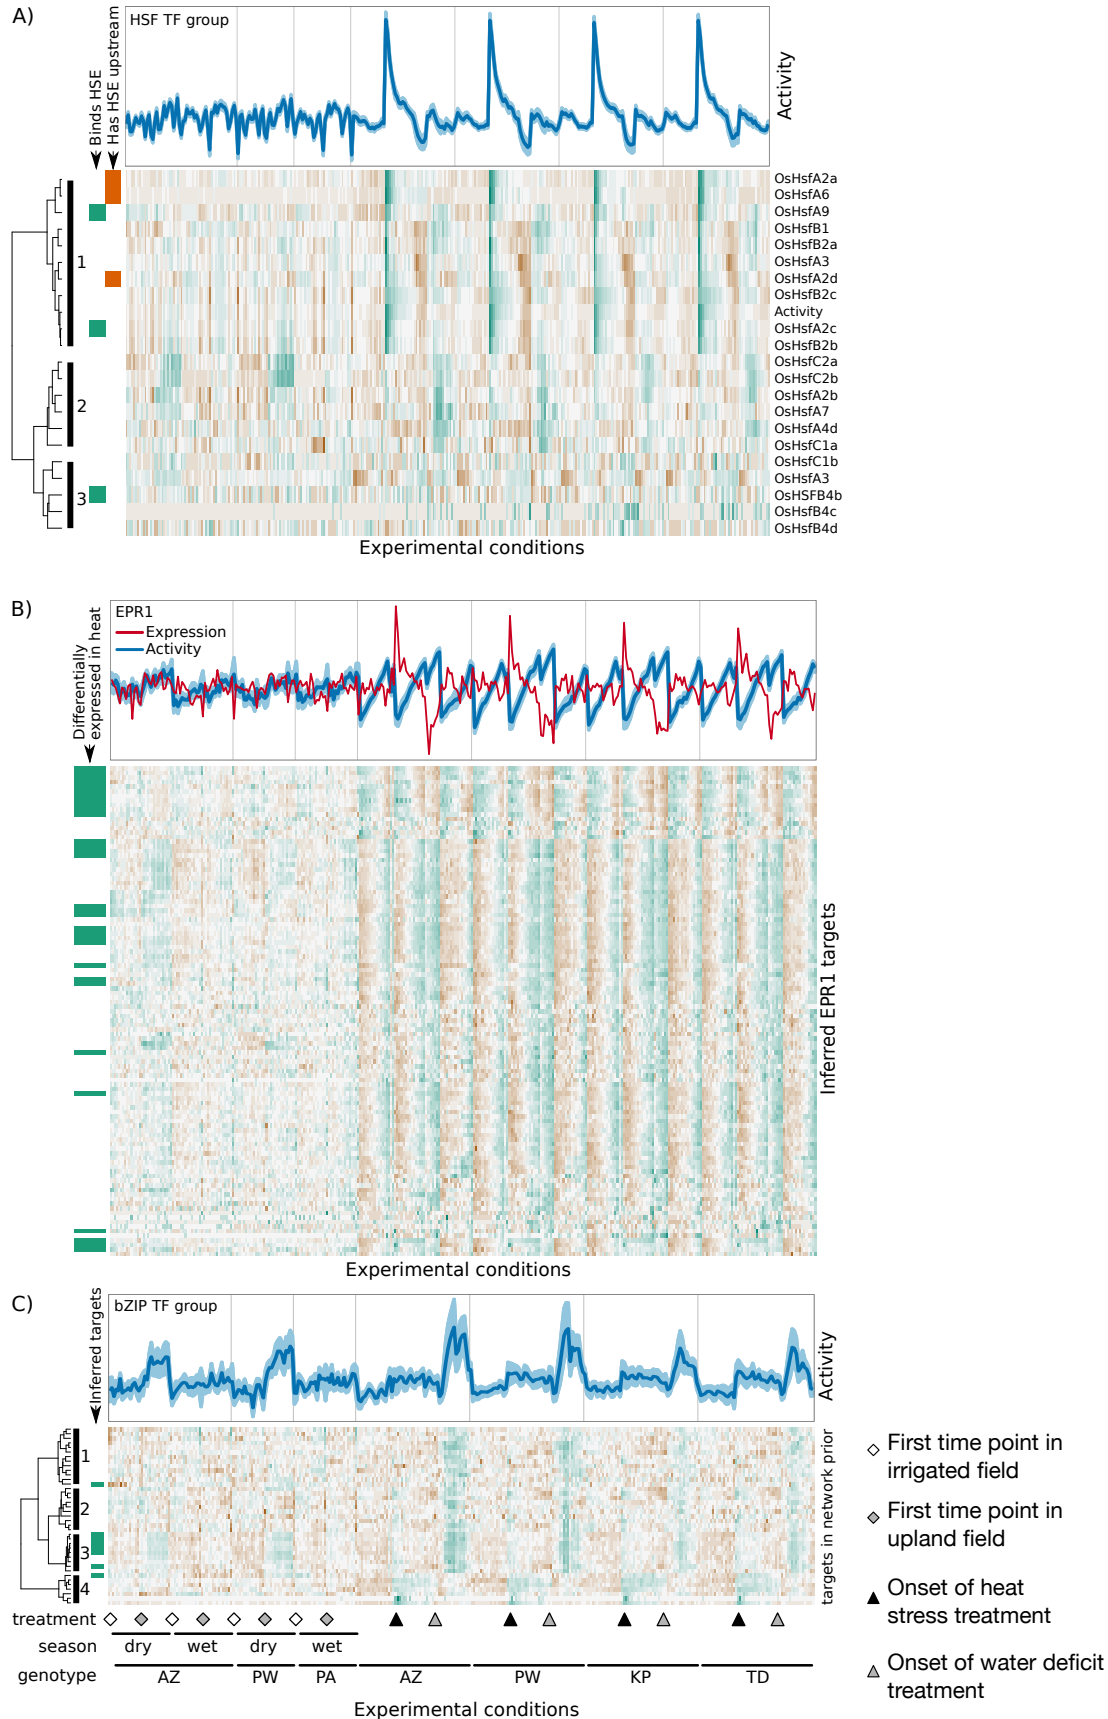 A)
HSF TF group
Activity
Binds HSE
Has HSE upstream
1
2
3
OsHsfA2a
OsHsfA6
OsHsfA9
OsHsfB1
OsHsfB2a
OsHsfA3
OsHsfA2d
OsHsfB2c
Activity
OsHsfA2c
OsHsfB2b
OsHsfC2a
OsHsfC2b
OsHsfA2b
OsHsfA7
OsHsfA4d
OsHsfC1a
OsHsfC1b
OsHsfA3
OsHSFB4b
OsHsfB4c
OsHsfB4d
Experimental conditions
B)
EPR1
Expression
Activity
Differentially
expressed in heat
Inferred EPR1 targets
Experimental conditions
C)
bZIP TF group
Activity
Inferred targets
1
2
3
4
targets in network prior
treatment
season
dry
wet
dry
wet
genotype
AZ
PW
PA
AZ
PW
KP
TD
Experimental conditions
First time point in
irrigated field
First time point in
upland field
Onset of heat
stress treatment
Onset of water deficit
treatment